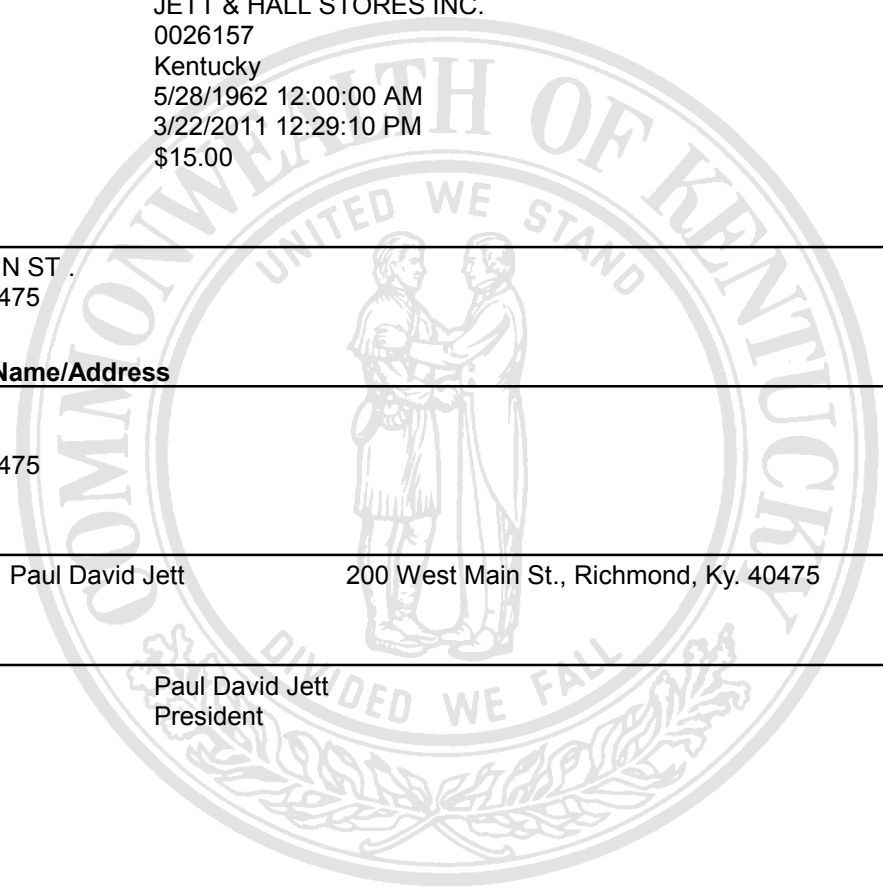 JETT & HALL STORES INC.
0026157
Kentucky
5/28/1962 12:00:00 AM
3/22/2011 12:29:10 PM
$15.00
N ST .
475
Name/Address
475
Paul David Jett 200 West Main St., Richmond, Ky. 40475
Paul David Jett
President
COMMONWEALTH OF KENTUCKY
UNITED WE STAND
DIVIDED WE FALL